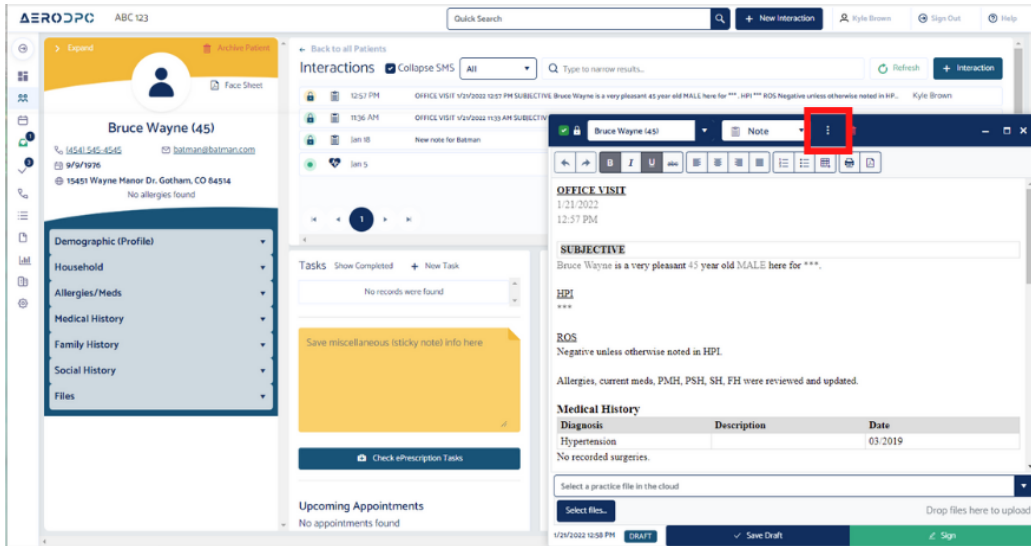 AERODPC ABC 123 Quick Search + New Interaction Kyle Brown Sign Out Help
> Expand Archive Patient
Face Sheet
Bruce Wayne (45)
(454) 545-4545 batman@batman.com
9/9/1976
15451 Wayne Manor Dr. Gotham, CO 84514
No allergies found
Demographic (Profile)
Household
Allergies/Meds
Medical History
Family History
Social History
Files
← Back to all Patients
Interactions Collapse SMS All Type to narrow results... Refresh + Interaction
12:57 PM OFFICE VISIT 1/21/2022 12:57 PM SUBJECTIVE Bruce Wayne is a very pleasant 45 year old MALE here for ***. HPI *** ROS Negative unless otherwise noted in HP... Kyle Brown
11:36 AM OFFICE VISIT 1/21/2022 11:33 AM SUBJECTIV
Jan 18 New note for Batman
Jan 5
1
Tasks Show Completed + New Task
No records were found
Save miscellaneous (sticky note) info here
Check ePrescription Tasks
Upcoming Appointments
No appointments found
Bruce Wayne (45) Note
B I U abc
OFFICE VISIT
1/21/2022
12:57 PM
SUBJECTIVE
Bruce Wayne is a very pleasant 45 year old MALE here for ***.
HPI
***
ROS
Negative unless otherwise noted in HPI.
Allergies, current meds, PMH, PSH, SH, FH were reviewed and updated.
Medical History
Diagnosis Description Date
Hypertension 03/2019
No recorded surgeries.
Select a practice file in the cloud
Select files... Drop files here to upload
1/21/2022 12:58 PM DRAFT Save Draft Sign